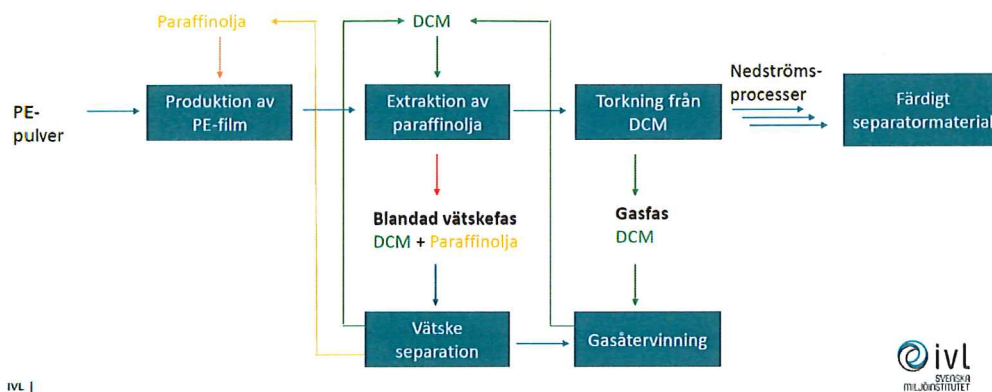 Paraffinolja
DCM
PE-
pulver
Produktion av
PE-film
Extraktion av
paraffinolja
Torkning från
DCM
Nedströms-
processer
Färdigt
separatormaterial
Blandad vätskefas
DCM + Paraffinolja
Gasfas
DCM
Vätske
separation
Gasåtervinning
IVL |
ivl
SVENSKA
MILJÖINSTITUTET